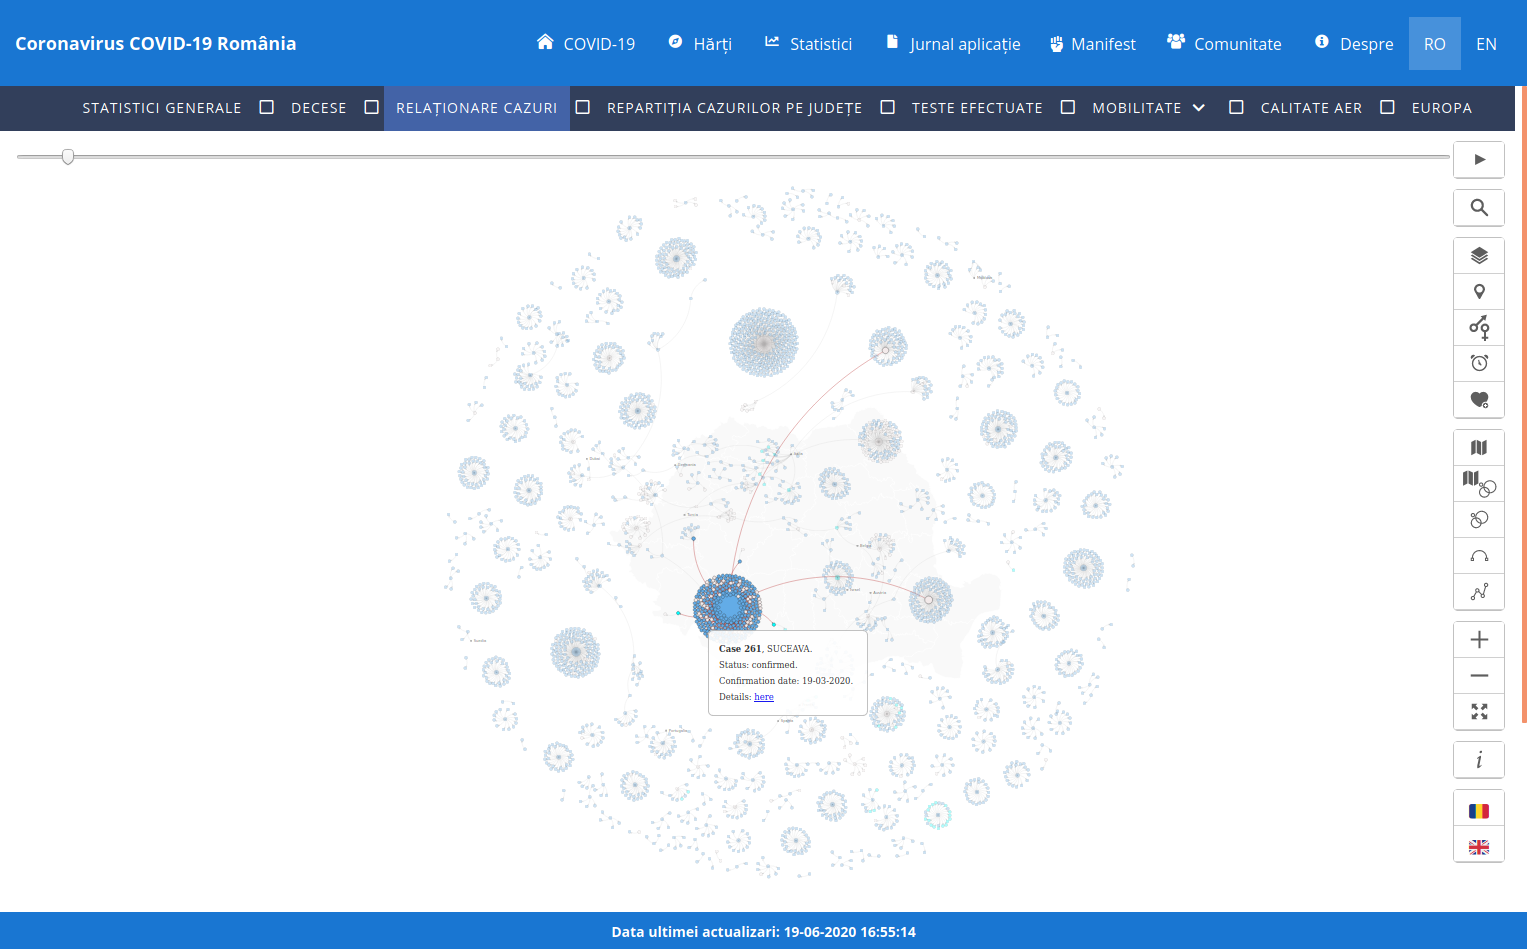 Coronavirus COVID-19 România
COVID-19 Hărți Statistici Jurnal aplicație Manifest Comunitate Despre RO EN
STATISTICI GENERALE DECESE RELAȚIONARE CAZURI REPARTIȚIA CAZURILOR PE JUDEȚE TESTE EFECTUATE MOBILITATE CALITATE AER EUROPA
Case 261, SUCEAVA.
Status: confirmed.
Confirmation date: 19-03-2020.
Details: here
i
Data ultimei actualizari: 19-06-2020 16:55:14